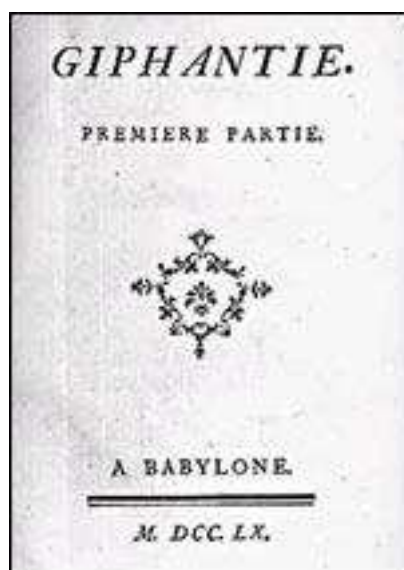 GIPHANTIE.
PREMIERE PARTIE.
A BABYLONE.
M. DCC. LX.